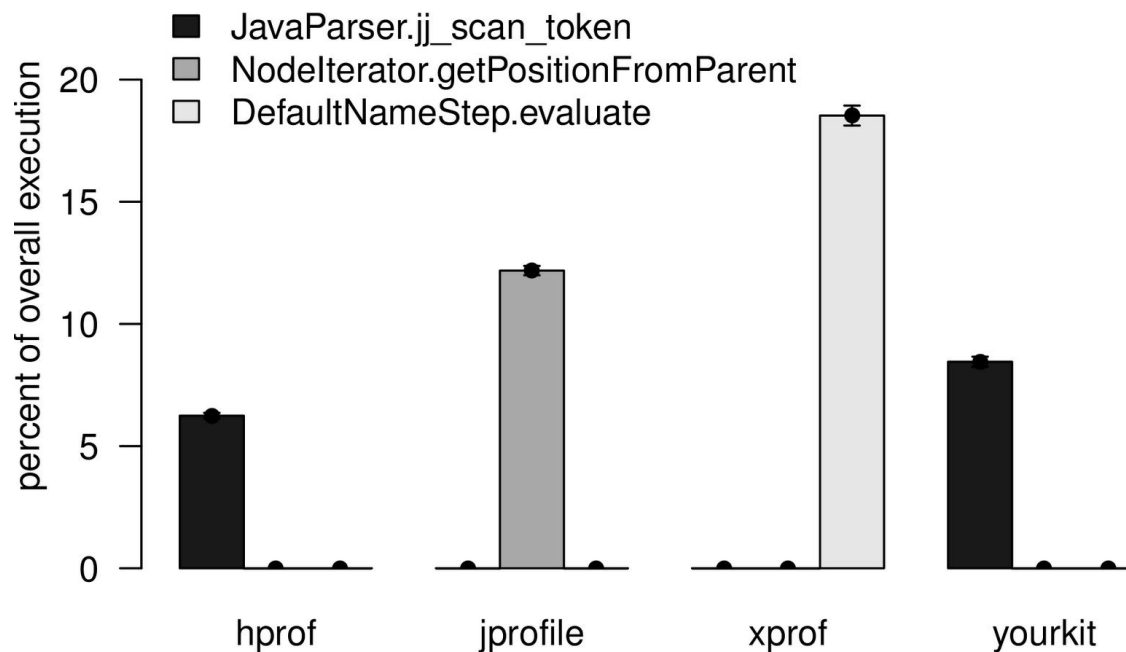 JavaParser.jj_scan_token
NodeIterator.getPositionFromParent
DefaultNameStep.evaluate
percent of overall execution
20
15
10
5
0
hprof jprofile xprof yourkit